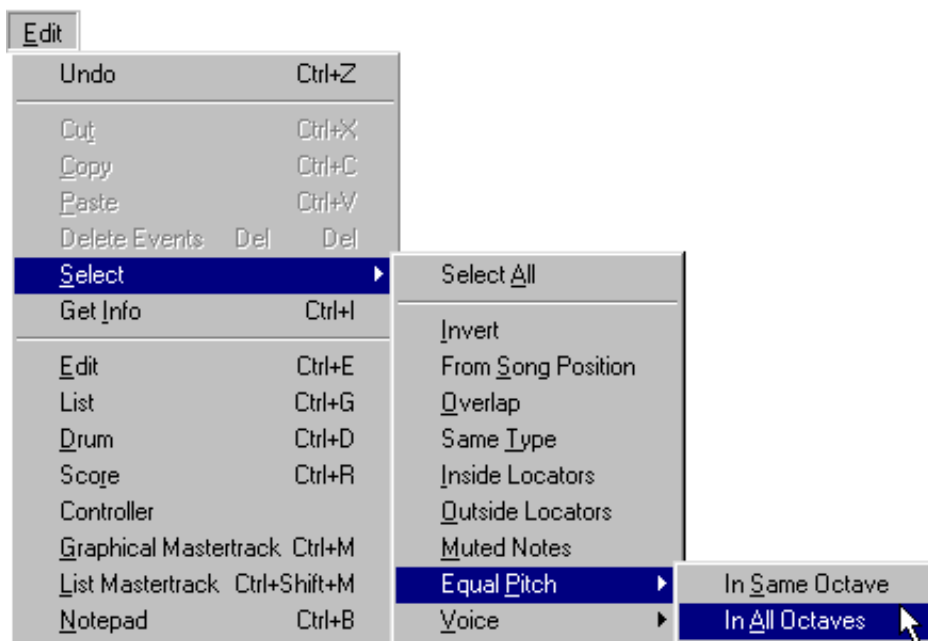 Edit
Undo Ctrl+Z
Cut Ctrl+X
Copy Ctrl+C
Paste Ctrl+V
Delete Events Del Del
Select
Get Info Ctrl+I
Edit Ctrl+E
List Ctrl+G
Drum Ctrl+D
Score Ctrl+R
Controller
Graphical Mastertrack Ctrl+M
List Mastertrack Ctrl+Shift+M
Notepad Ctrl+B
Select All
Invert
From Song Position
Overlap
Same Type
Inside Locators
Outside Locators
Muted Notes
Equal Pitch
Voice
In Same Octave
In All Octaves